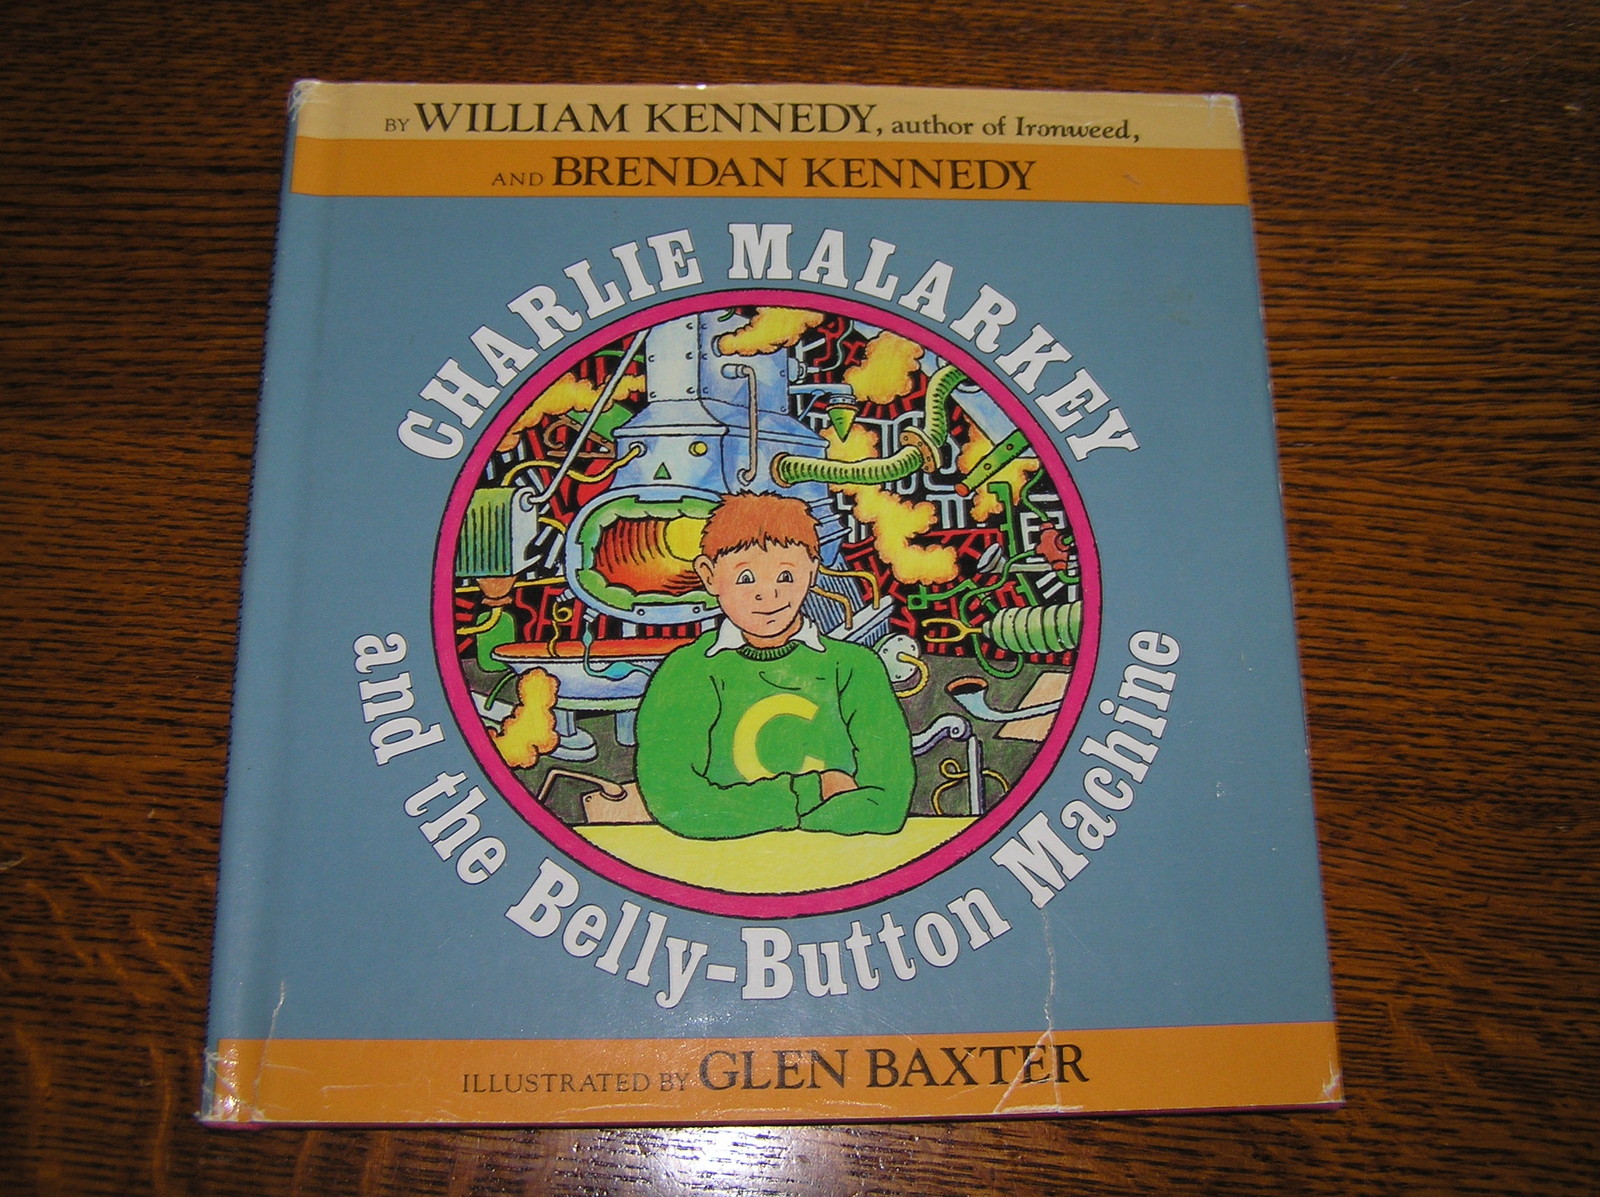 BY WILLIAM KENNEDY, author of Ironweed,
AND BRENDAN KENNEDY
CHARLIE MALARKEY
and the Belly-Button Machine
C
ILLUSTRATED BY GLEN BAXTER